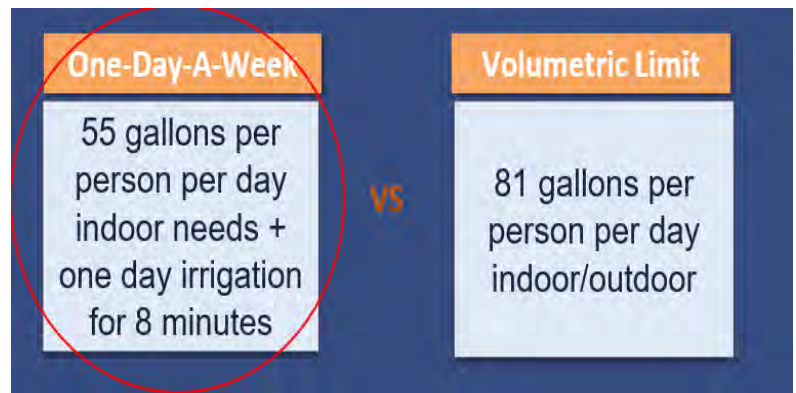 One-Day-A-Week
55 gallons per
person per day
indoor needs +
one day irrigation
for 8 minutes
VS
Volumetric Limit
81 gallons per
person per day
indoor/outdoor